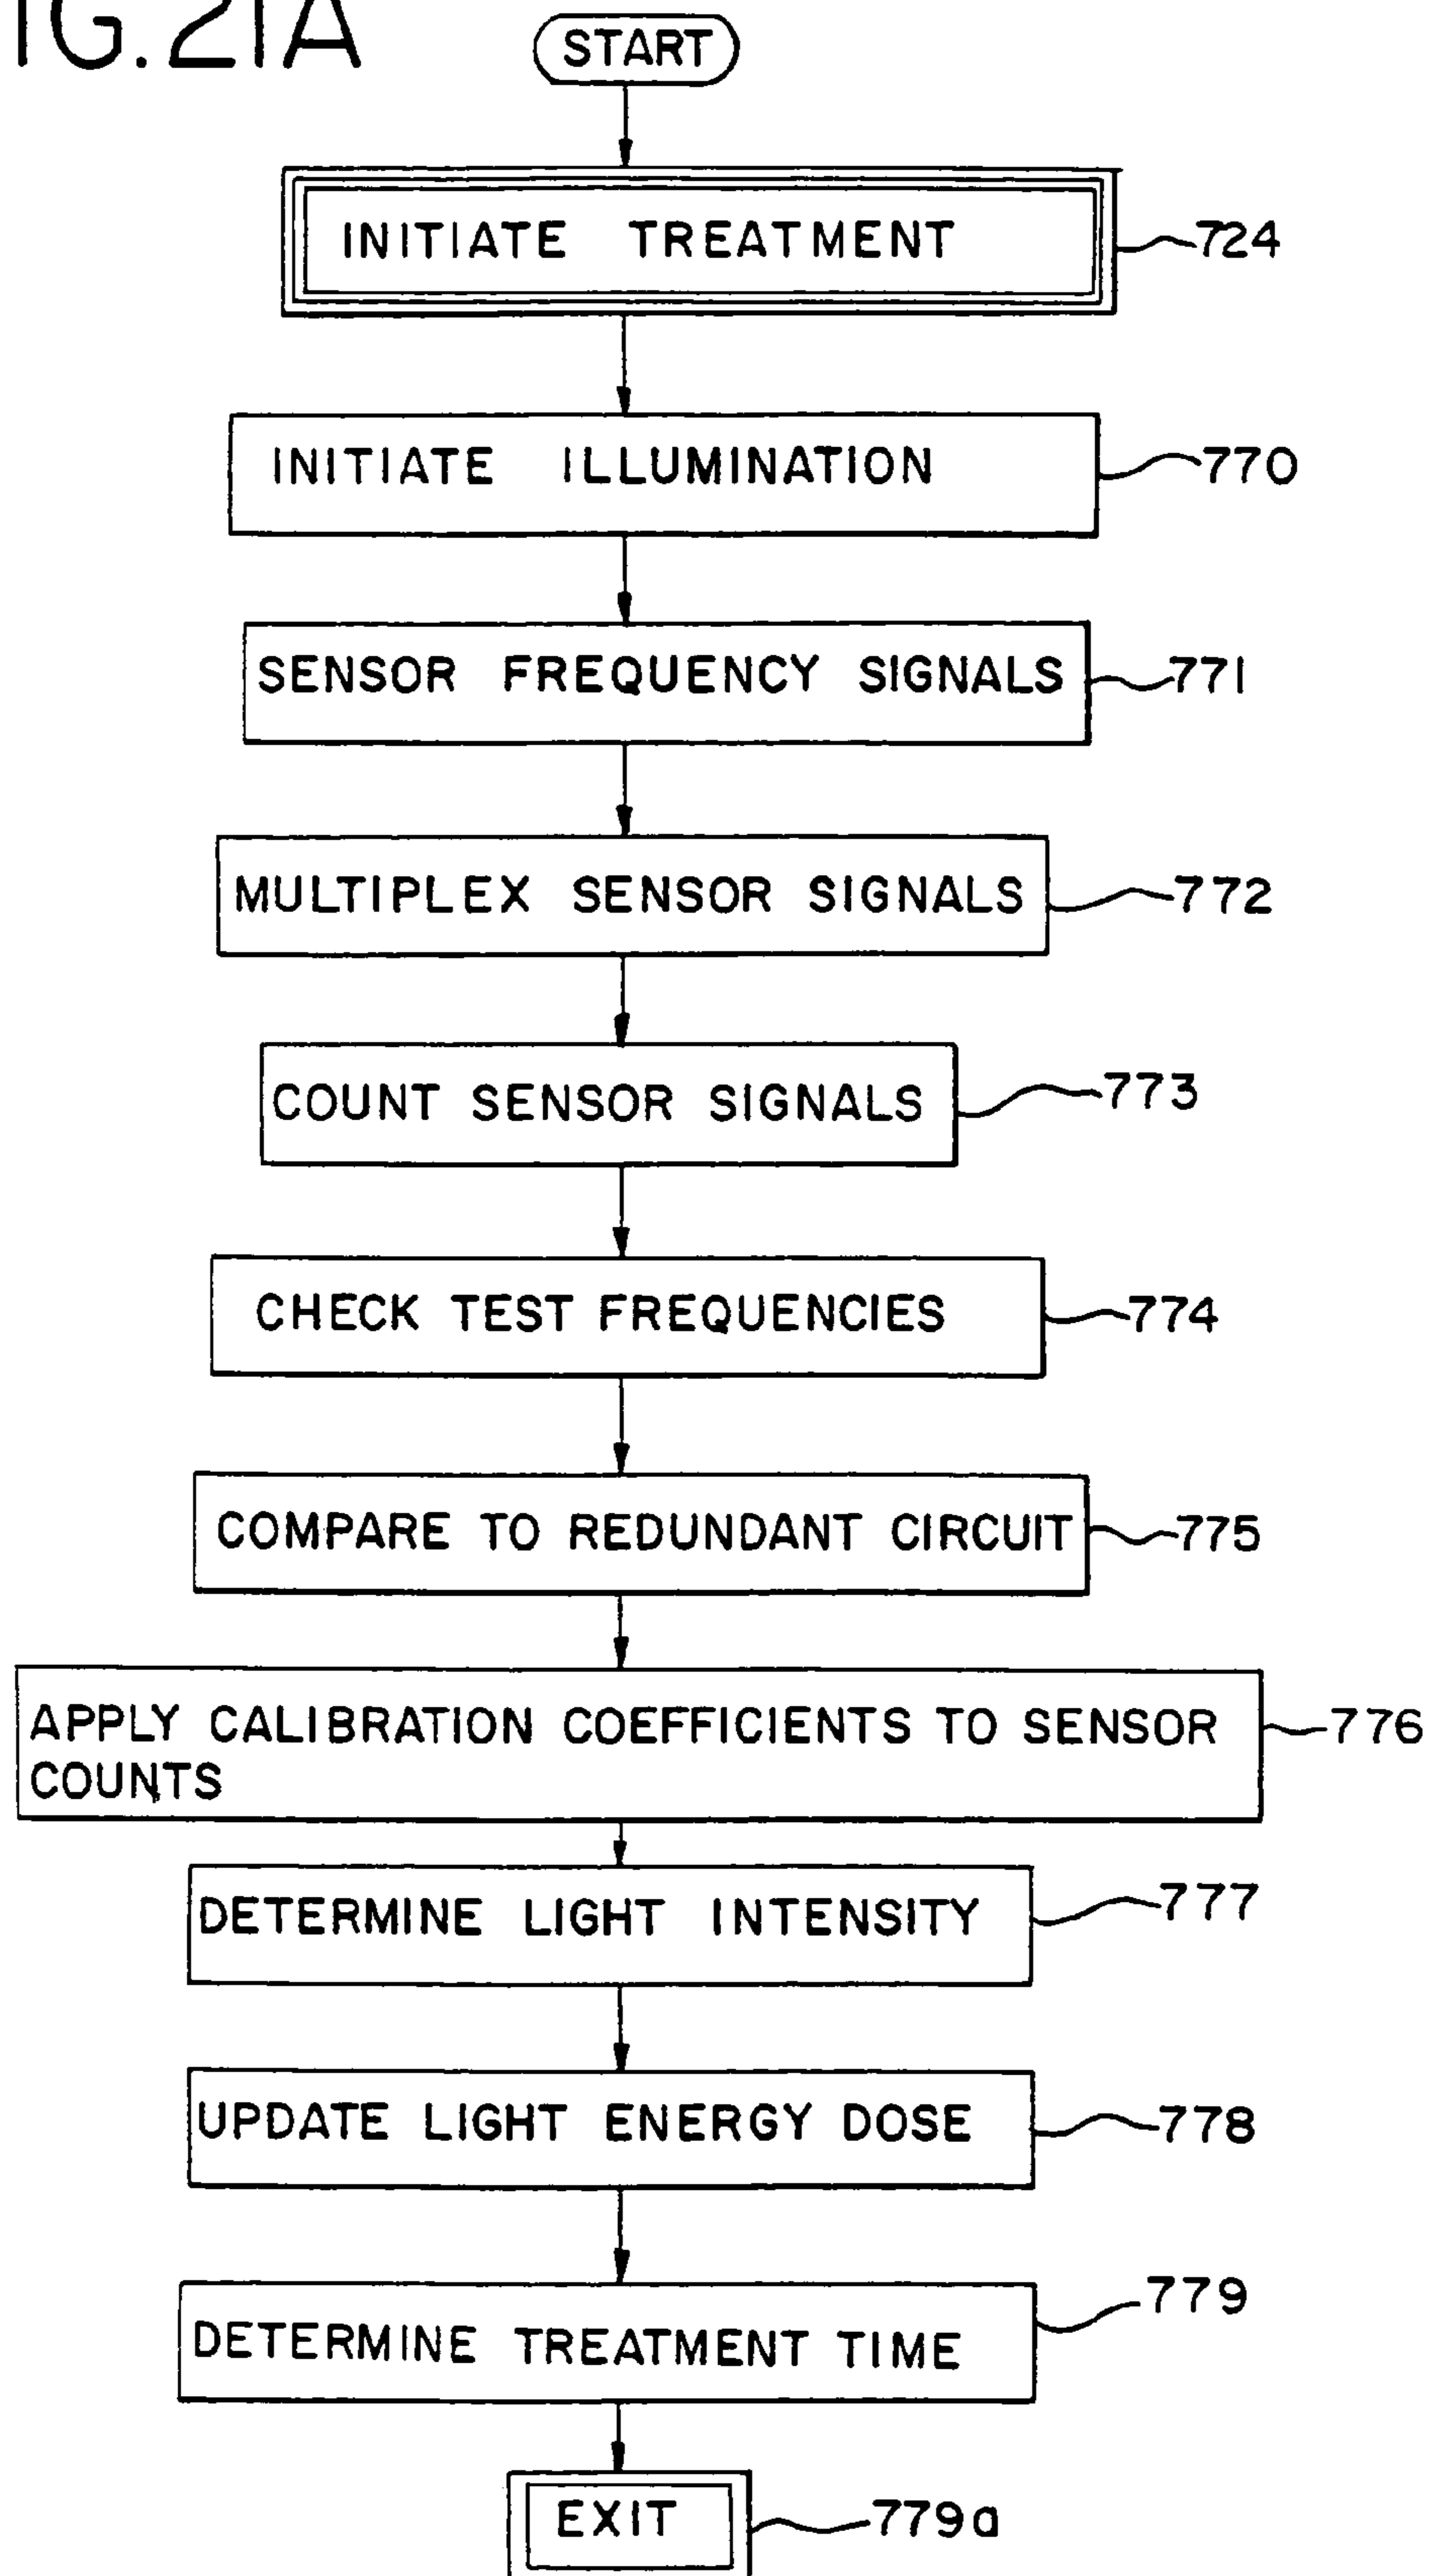 IG. 21A
START
INITIATE TREATMENT
724
INITIATE ILLUMINATION
770
SENSOR FREQUENCY SIGNALS
771
MULTIPLEX SENSOR SIGNALS
772
COUNT SENSOR SIGNALS
773
CHECK TEST FREQUENCIES
774
COMPARE TO REDUNDANT CIRCUIT
775
APPLY CALIBRATION COEFFICIENTS TO SENSOR
COUNTS
776
DETERMINE LIGHT INTENSITY
777
UPDATE LIGHT ENERGY DOSE
778
DETERMINE TREATMENT TIME
779
EXIT
779a